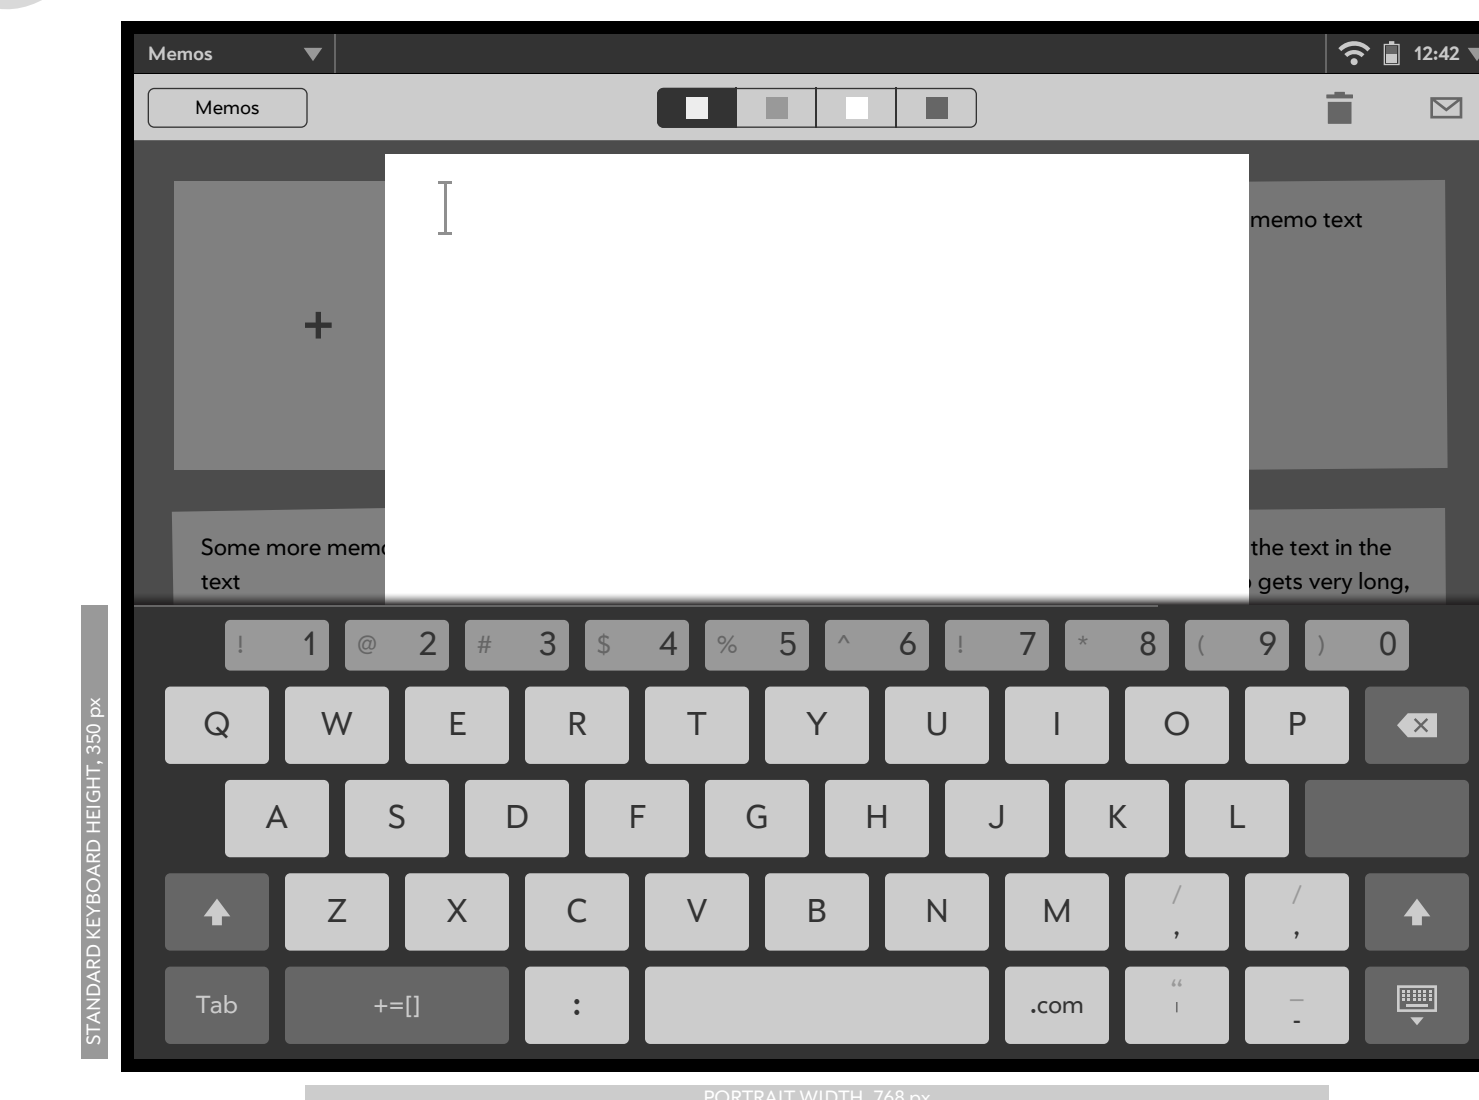 Memos
12:42
Memos
memo text
Some more memo
text
the text in the
gets very long,
! 1 @ 2 # 3 $ 4 % 5 ^ 6 ! 7 * 8 ( 9 ) 0
Q W E R T Y U I O P
A S D F G H J K L
Z X C V B N M / , / ,
Tab +=[] : .com “ ' _ -
STANDARD KEYBOARD HEIGHT, 350 px
PORTRAIT WIDTH, 768 px